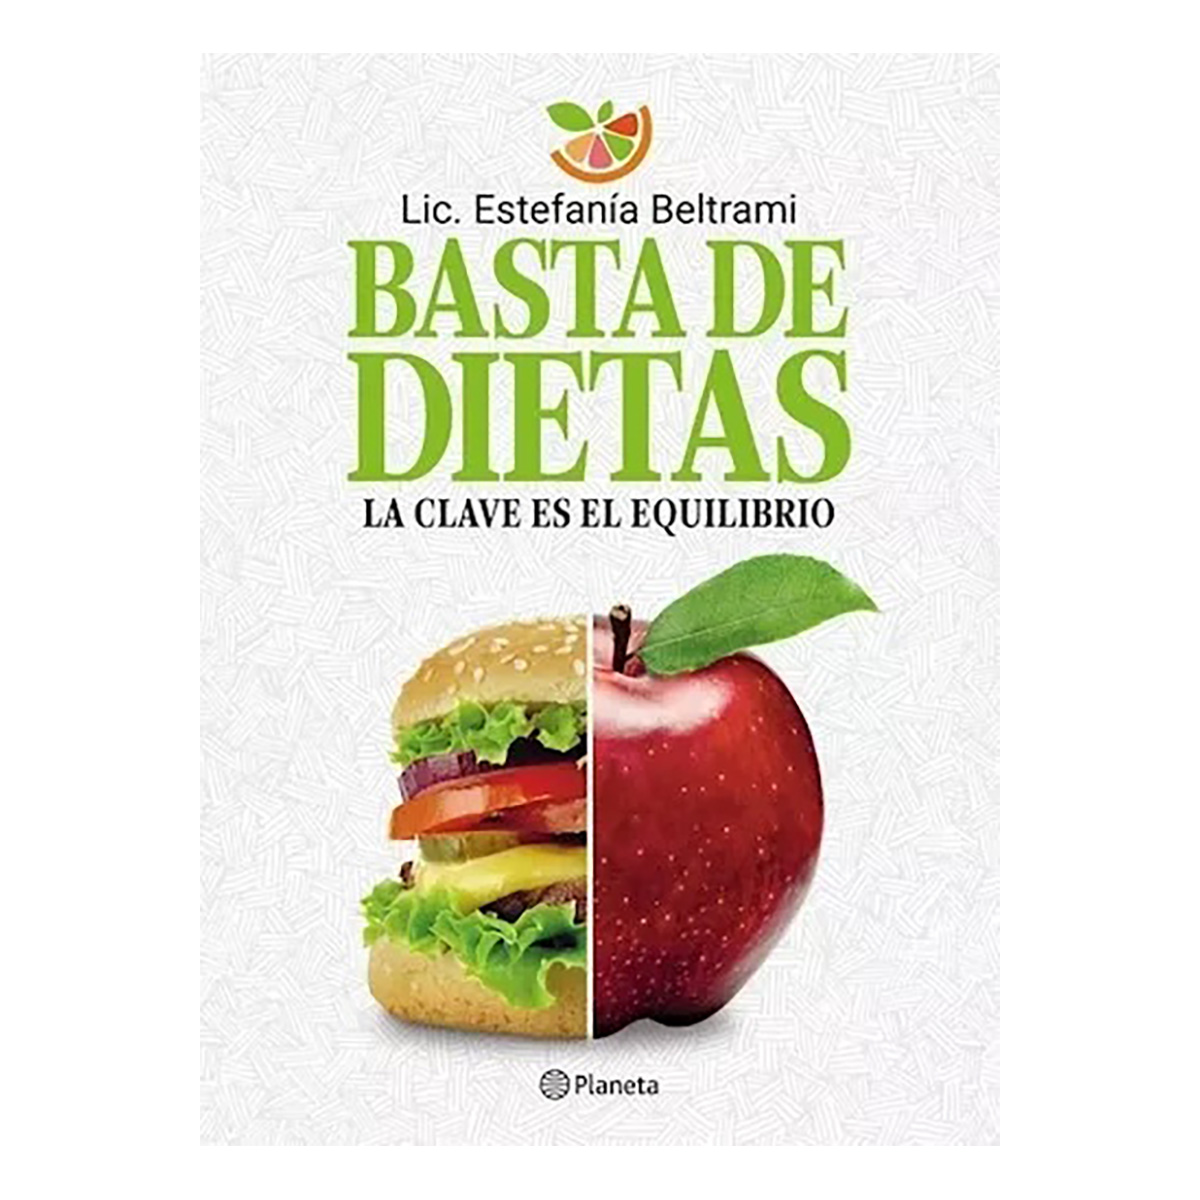 Lic. Estefanía Beltrami
BASTA DE
DIETAS
LA CLAVE ES EL EQUILIBRIO
Planeta